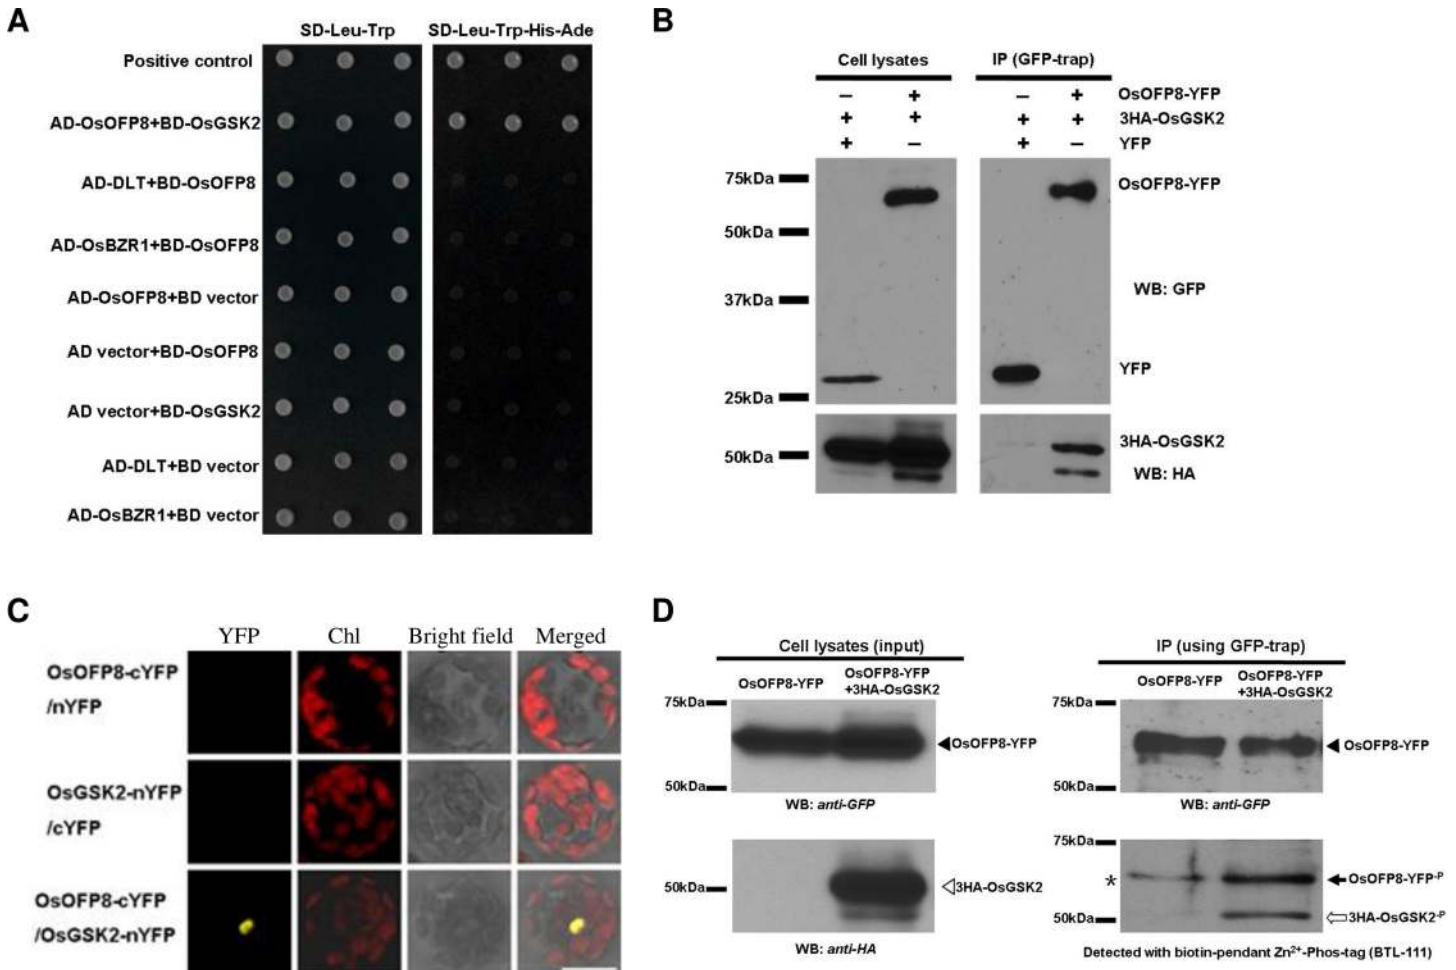 A
SD-Leu-Trp
SD-Leu-Trp-His-Ade
Positive control
AD-OsOFP8+BD-OsGSK2
AD-DLT+BD-OsOFP8
AD-OsBZR1+BD-OsOFP8
AD-OsOFP8+BD vector
AD vector+BD-OsOFP8
AD vector+BD-OsGSK2
AD-DLT+BD vector
AD-OsBZR1+BD vector
B
Cell lysates
IP (GFP-trap)
– + – + OsOFP8-YFP
+ + + + 3HA-OsGSK2
+ – + – YFP
75kDa
OsOFP8-YFP
50kDa
WB: GFP
37kDa
YFP
25kDa
3HA-OsGSK2
50kDa
WB: HA
C
YFP
Chl
Bright field
Merged
OsOFP8-cYFP
/nYFP
OsGSK2-nYFP
/cYFP
OsOFP8-cYFP
/OsGSK2-nYFP
D
Cell lysates (input)
OsOFP8-YFP
OsOFP8-YFP
+3HA-OsGSK2
75kDa
OsOFP8-YFP
50kDa
WB: anti-GFP
50kDa
3HA-OsGSK2
WB: anti-HA
IP (using GFP-trap)
OsOFP8-YFP
OsOFP8-YFP
+3HA-OsGSK2
75kDa
OsOFP8-YFP
50kDa
WB: anti-GFP
75kDa
*
OsOFP8-YFP-P
50kDa
3HA-OsGSK2-P
Detected with biotin-pendant Zn2+-Phos-tag (BTL-111)